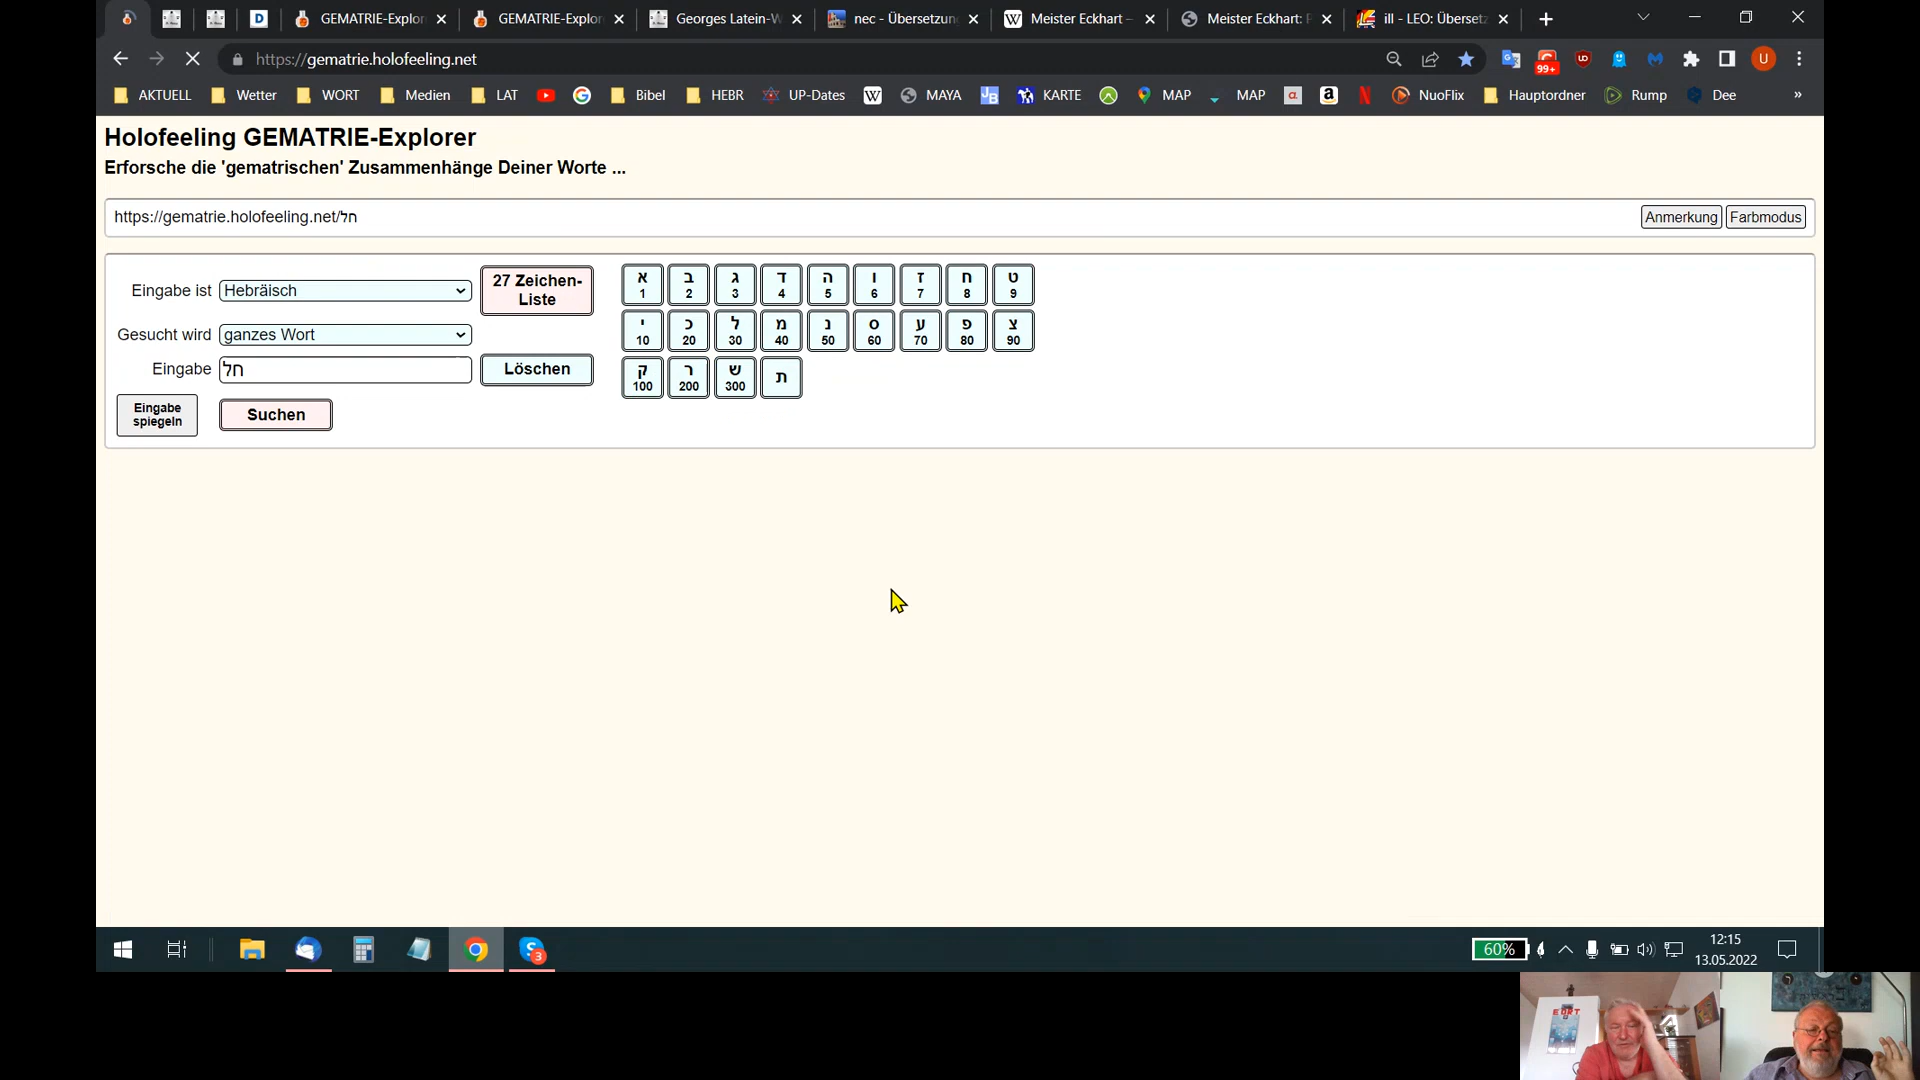 GEMATRIE-Explor
GEMATRIE-Explor
Georges Latein-W
nec - Übersetzun
Meister Eckhart –
Meister Eckhart: P
ill - LEO: Übersetz
https://gematrie.holofeeling.net
99+
U
AKTUELL
Wetter
WORT
Medien
LAT
Bibel
HEBR
UP-Dates
MAYA
KARTE
MAP
MAP
NuoFlix
Hauptordner
Rump
Dee
»
Holofeeling GEMATRIE-Explorer
Erforsche die 'gematrischen' Zusammenhänge Deiner Worte ...
https://gematrie.holofeeling.net/חל
Anmerkung
Farbmodus
Eingabe ist
Hebräisch
27 Zeichen-
Liste
Gesucht wird
ganzes Wort
Eingabe
חל
Löschen
Eingabe
spiegeln
Suchen
א ב ג ד ה ו ז ח ט
1 2 3 4 5 6 7 8 9
י כ ל מ נ ס ע פ צ
10 20 30 40 50 60 70 80 90
ק ר ש ת
100 200 300
60%
12:15
13.05.2022
3